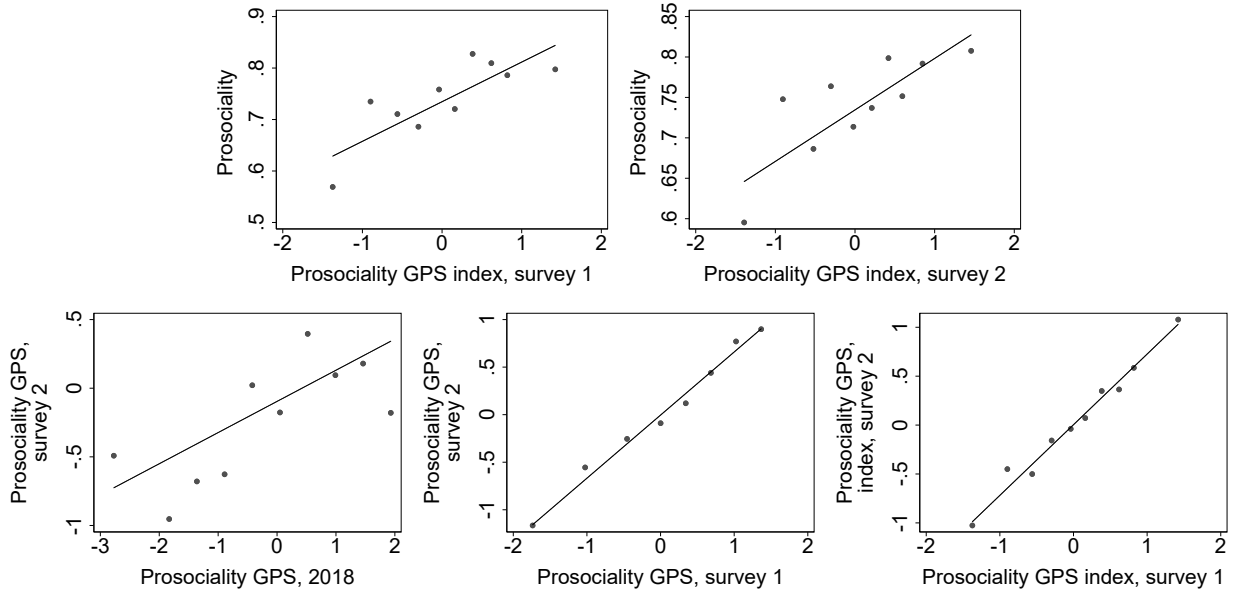 Prosociality
.9
.8
.7
.6
.5
-2 -1 0 1 2
Prosociality GPS index, survey 1
Prosociality
.85
.8
.75
.7
.65
.6
-2 -1 0 1 2
Prosociality GPS index, survey 2
Prosociality GPS,
survey 2
.5
0
-.5
-1
-3 -2 -1 0 1 2
Prosociality GPS, 2018
Prosociality GPS,
survey 2
1
.5
0
-.5
-1
-2 -1 0 1 2
Prosociality GPS, survey 1
Prosociality GPS,
index, survey 2
1
.5
0
-.5
-1
-2 -1 0 1 2
Prosociality GPS index, survey 1